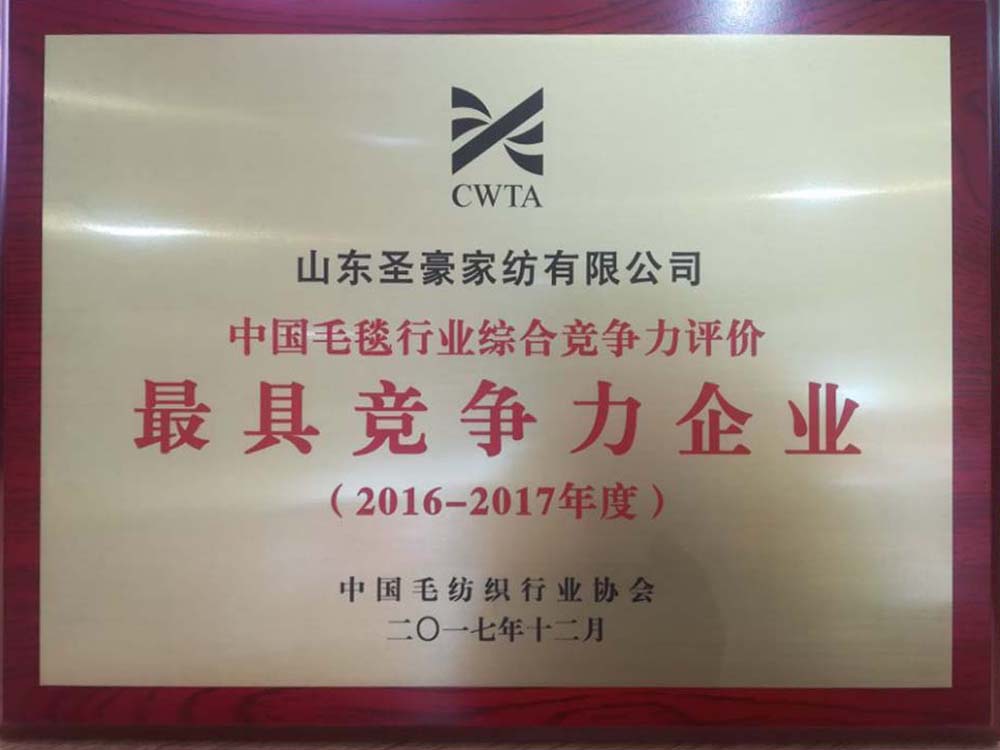 CWTA
山东圣豪家纺有限公司
中国毛毯行业综合竞争力评价
最具竞争力企业
（2016-2017年度）
中国毛纺织行业协会
二〇一七年十二月